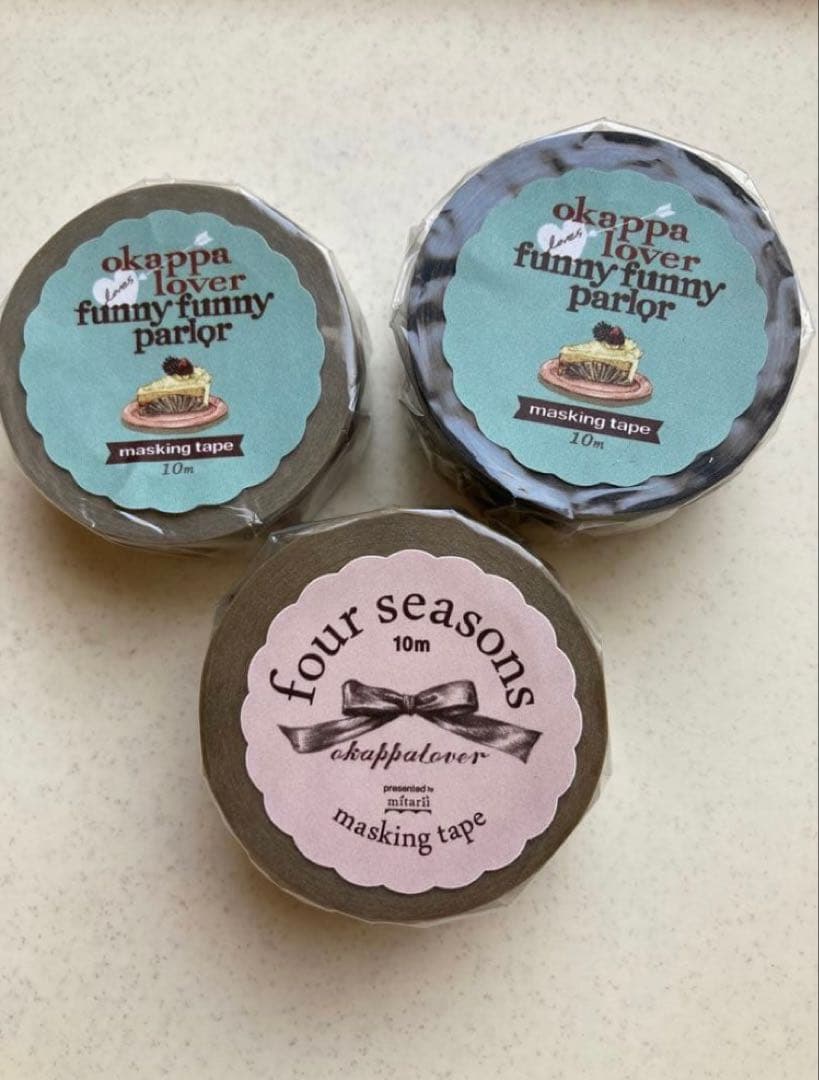 okappa
loves lover
funny funny
parlor
masking tape
10m
okappa
loves lover
funny funny
parlor
masking tape
10m
four seasons
10m
okappalover
presented by
mitarii
masking tape